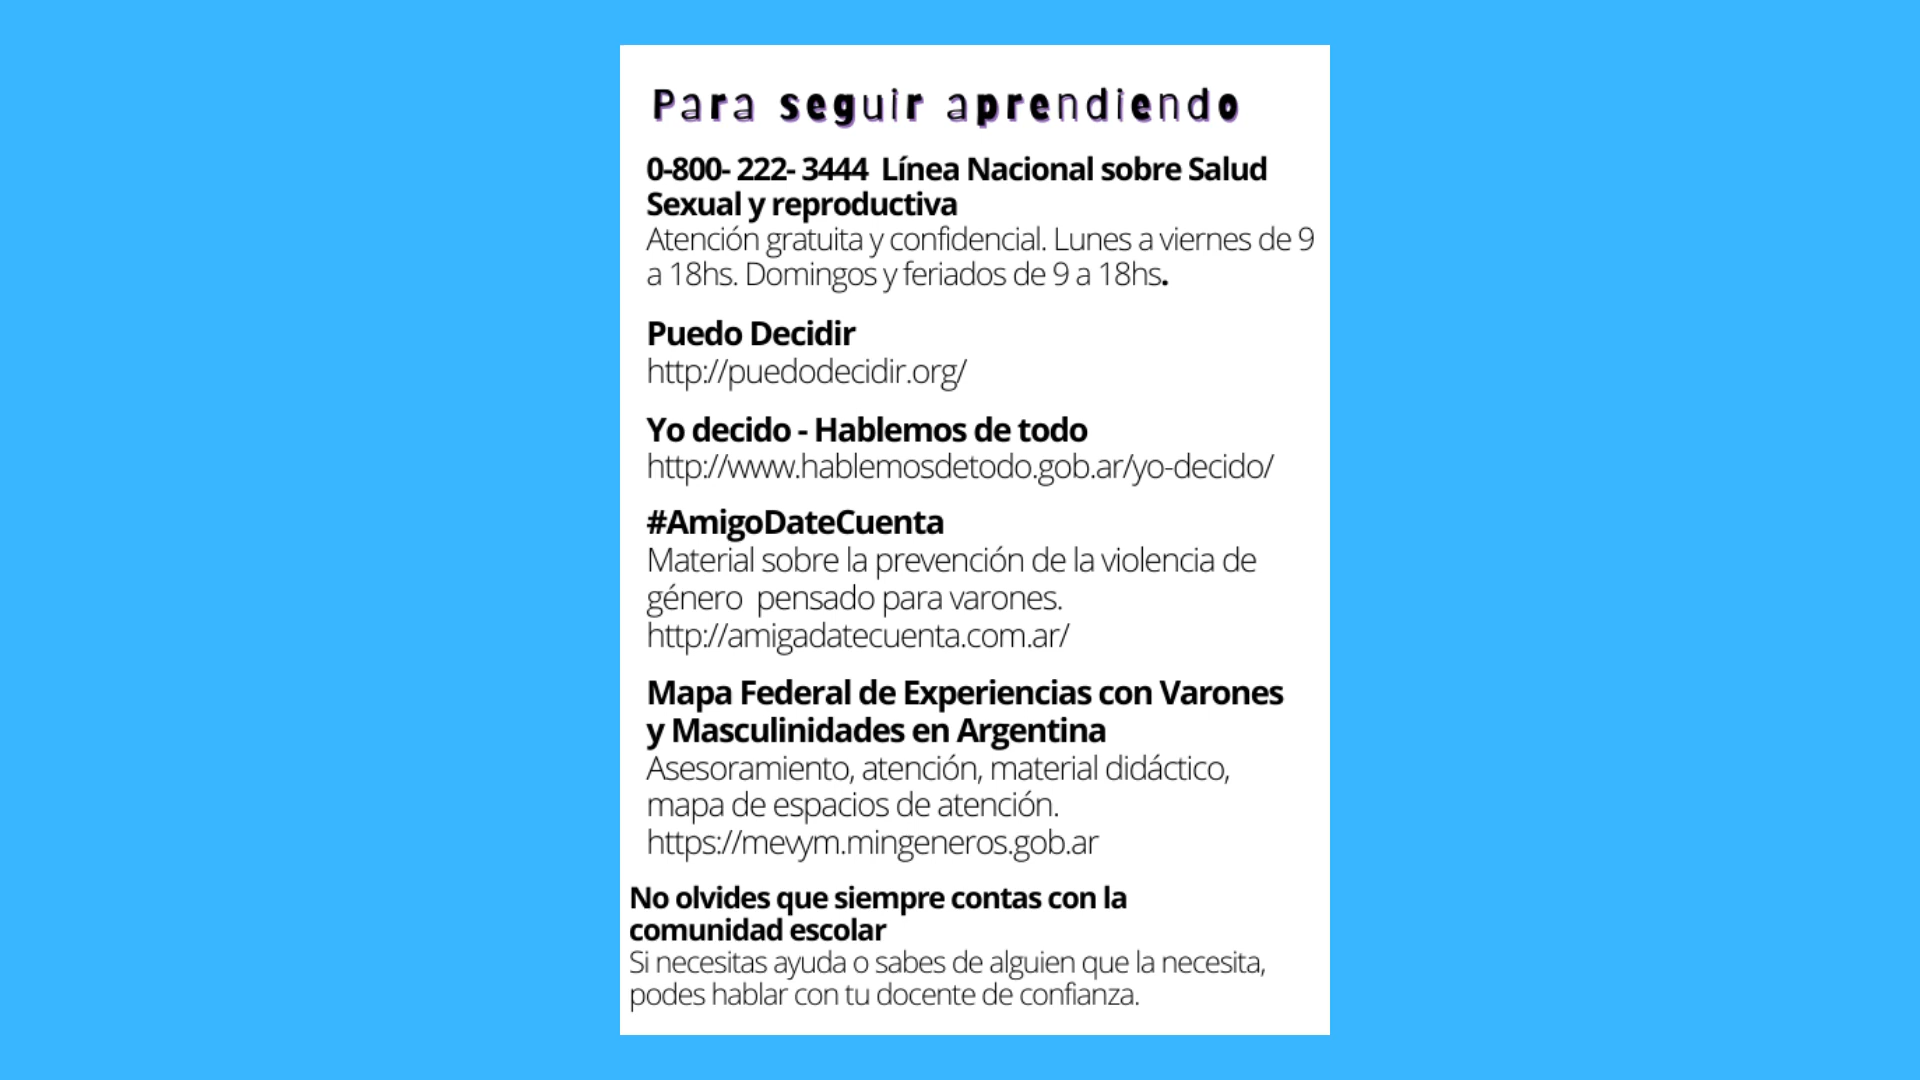 Para seguir aprendiendo
0-800- 222- 3444  Línea Nacional sobre Salud
Sexual y reproductiva
Atención gratuita y confidencial. Lunes a viernes de 9
a 18hs. Domingos y feriados de 9 a 18hs.
Puedo Decidir
http://puedodecidir.org/
Yo decido - Hablemos de todo
http://www.hablemosdetodo.gob.ar/yo-decido/
#AmigoDateCuenta
Material sobre la prevención de la violencia de
género  pensado para varones.
http://amigadatecuenta.com.ar/
Mapa Federal de Experiencias con Varones
y Masculinidades en Argentina
Asesoramiento, atención, material didáctico,
mapa de espacios de atención.
https://mevym.mingeneros.gob.ar
No olvides que siempre contas con la
comunidad escolar
Si necesitas ayuda o sabes de alguien que la necesita,
podes hablar con tu docente de confianza.